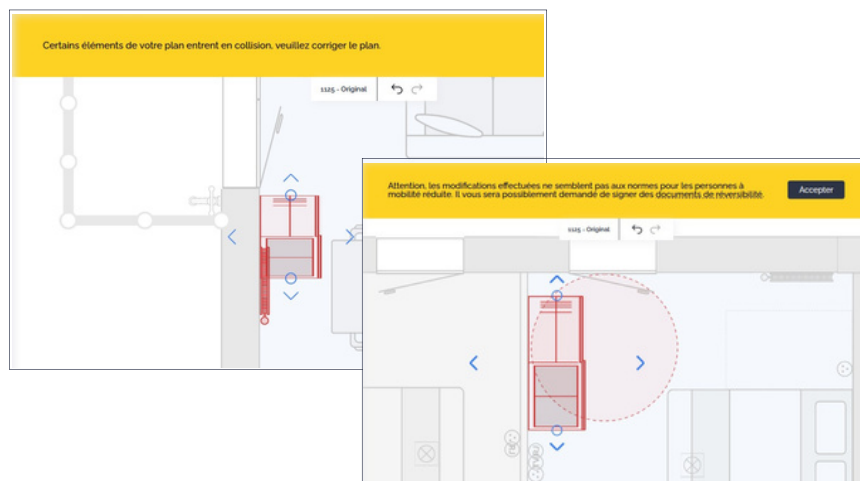 Certains éléments de votre plan entrent en collision, veuillez corriger le plan.
1125 - Original
Attention, les modifications effectuées ne semblent pas aux normes pour les personnes à
mobilité réduite. Il vous sera possiblement demandé de signer des documents de réversibilité.
Accepter
1125 - Original